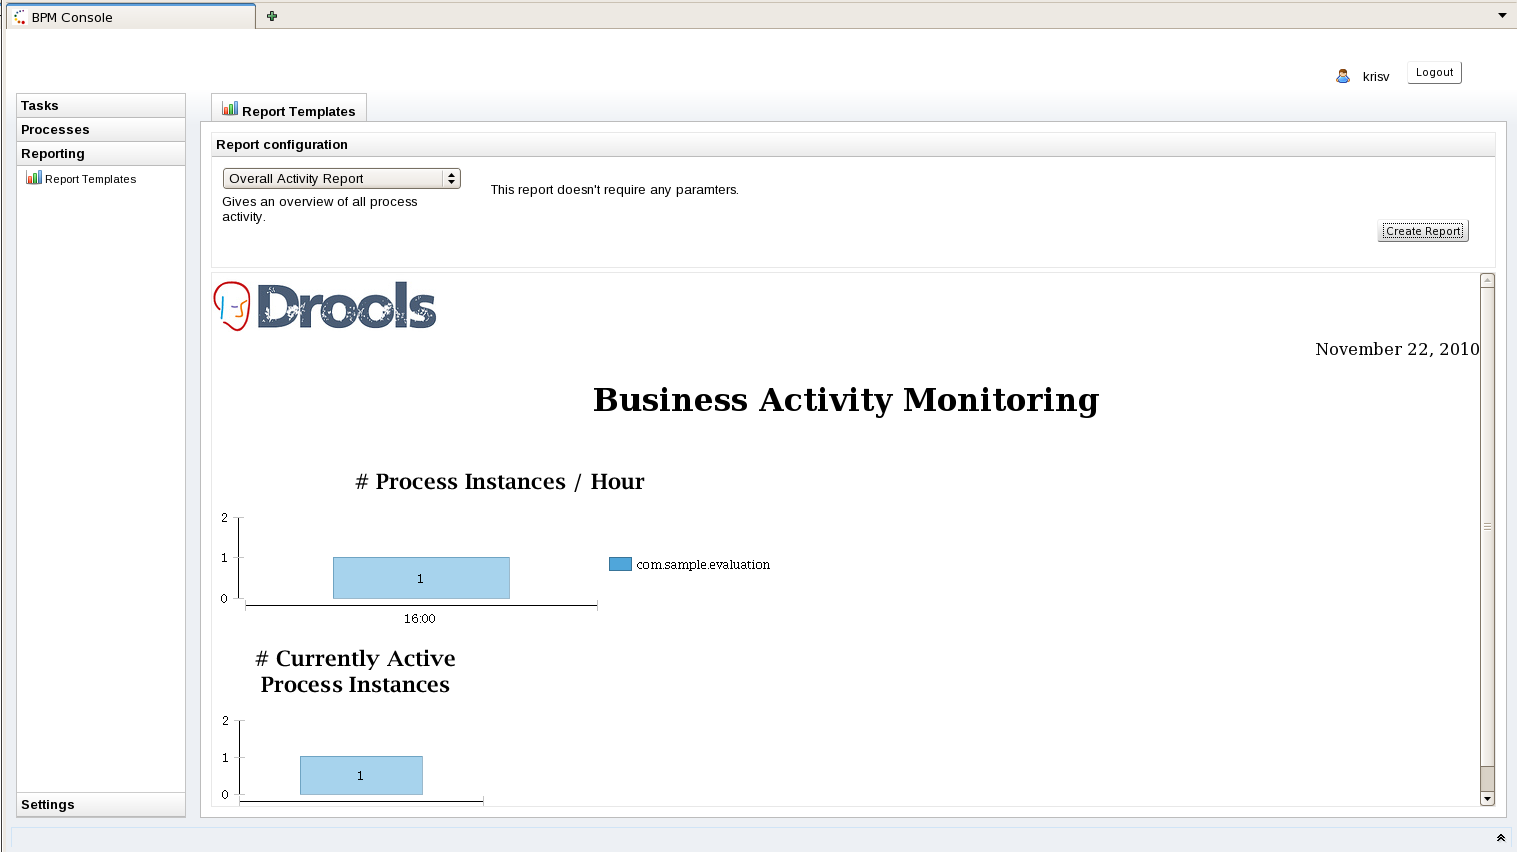 BPM Console
krisv
Logout
Tasks
Processes
Reporting
Report Templates
Settings
Report Templates
Report configuration
Overall Activity Report
Gives an overview of all process
activity.
This report doesn't require any paramters.
Create Report
Drools
November 22, 2010
Business Activity Monitoring
# Process Instances / Hour
2
1
0
1
16:00
com.sample.evaluation
# Currently Active
Process Instances
2
1
0
1